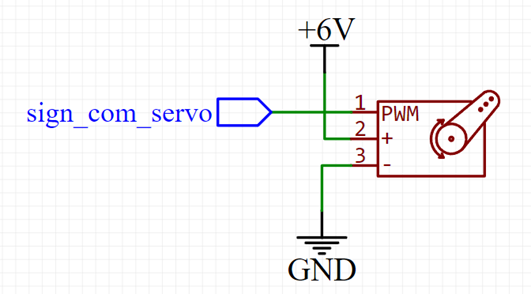 +6V
sign_com_servo
1
PWM
2
+
3
-
GND